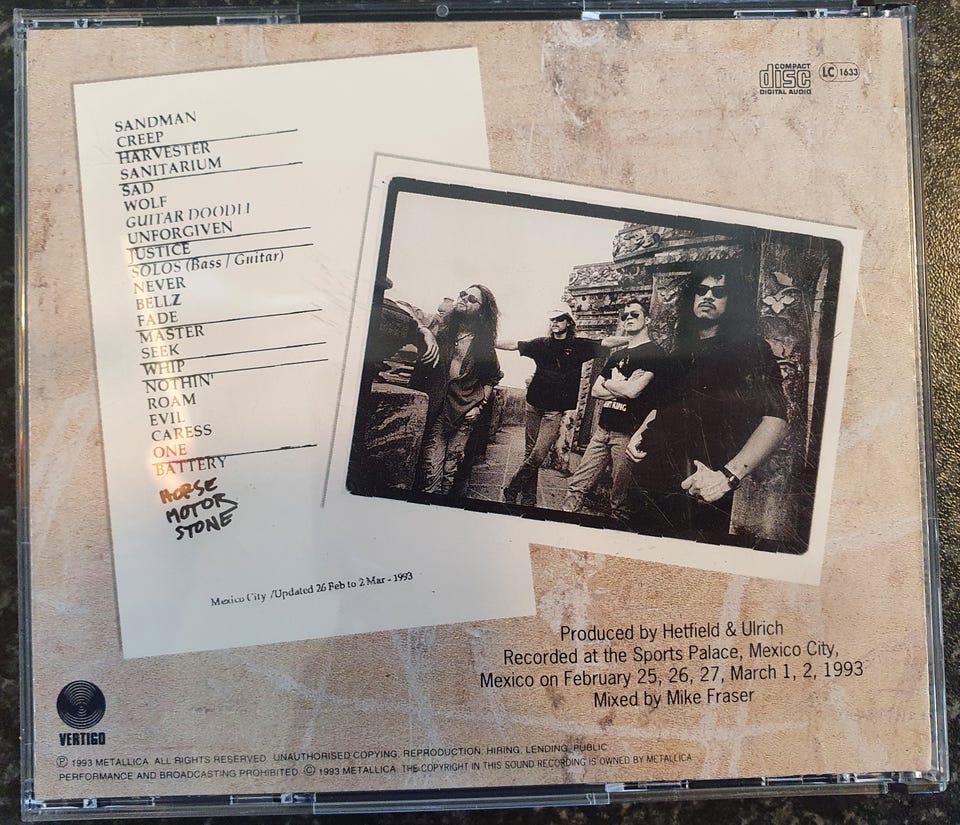 SANDMAN
CREEP
HARVESTER
SANITARIUM
SAD
WOLF
GUITAR DOODLE
UNFORGIVEN
JUSTICE
SOLOS (Bass / Guitar)
NEVER
BELLZ
FADE
MASTER
SEEK
WHIP
NOTHIN'
ROAM
EVIL
CARESS
ONE
BATTERY
HORSE
MOTOR
STONE
Mexico City /Updated 26 Feb to 2 Mar - 1993
COMPACT
disc
DIGITAL AUDIO
LC 1633
Produced by Hetfield & Ulrich
Recorded at the Sports Palace, Mexico City,
Mexico on February 25, 26, 27, March 1, 2, 1993
Mixed by Mike Fraser
VERTIGO
Ⓟ 1993 METALLICA ALL RIGHTS RESERVED. UNAUTHORISED COPYING, REPRODUCTION, HIRING, LENDING, PUBLIC
PERFORMANCE AND BROADCASTING PROHIBITED © 1993 METALLICA THE COPYRIGHT IN THIS SOUND RECORDING IS OWNED BY METALLICA